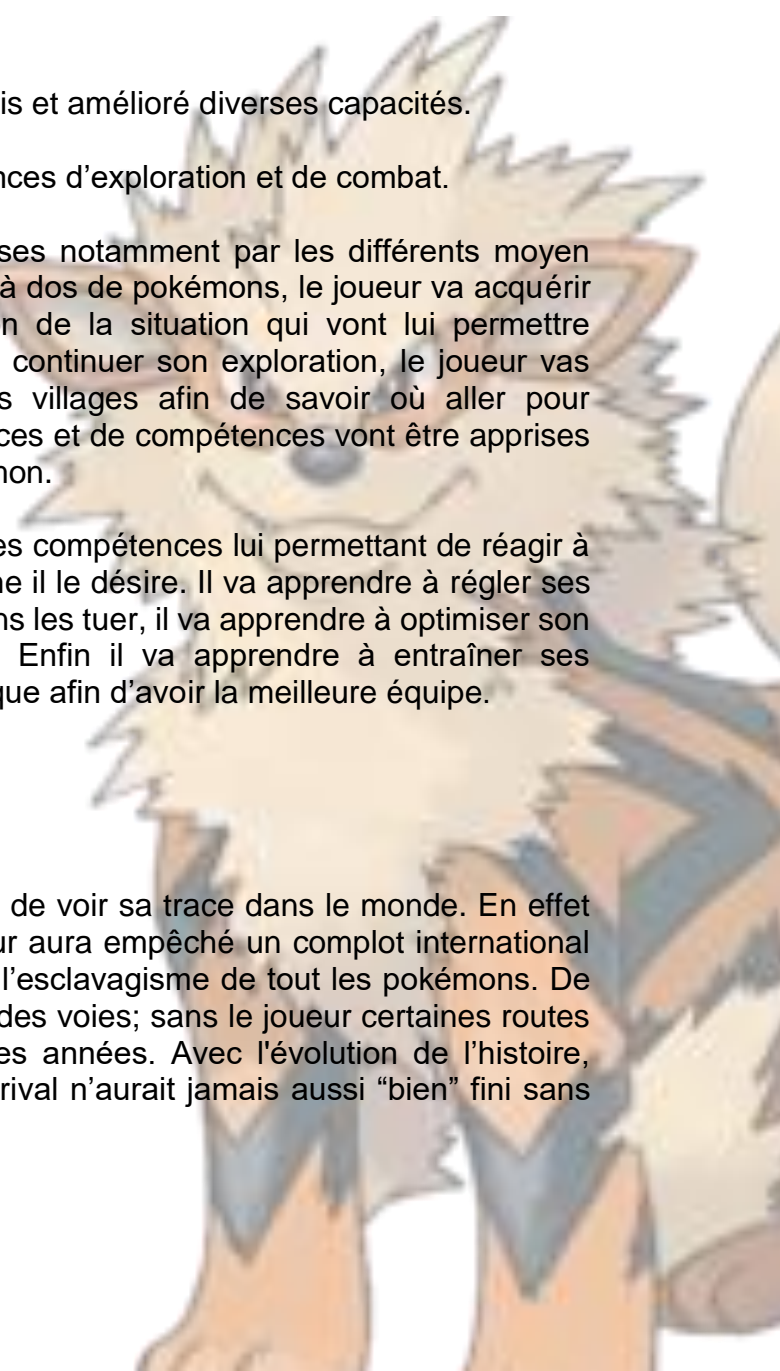 is et amélioré diverses capacités.
nces d’exploration et de combat.
ses notamment par les différents moyen
à dos de pokémons, le joueur va acquérir
n de la situation qui vont lui permettre
continuer son exploration, le joueur vas
s villages afin de savoir où aller pour
ces et de compétences vont être apprises
non.
es compétences lui permettant de réagir à
ne il le désire. Il va apprendre à régler ses
ns les tuer, il va apprendre à optimiser son
Enfin il va apprendre à entraîner ses
que afin d’avoir la meilleure équipe.
de voir sa trace dans le monde. En effet
ur aura empêché un complot international
l’esclavagisme de tout les pokémons. De
des voies; sans le joueur certaines routes
es années. Avec l'évolution de l’histoire,
rival n’aurait jamais aussi “bien” fini sans